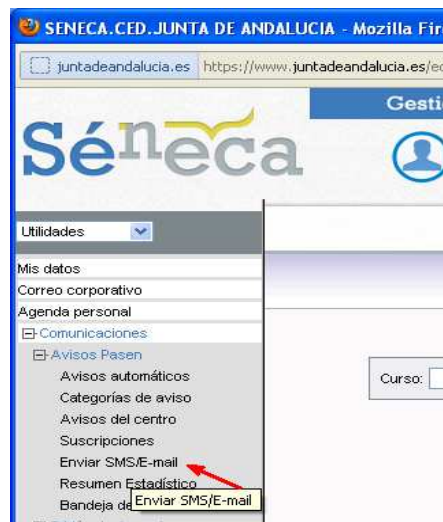 SENECA.CED.JUNTA DE ANDALUCIA - Mozilla Fir
juntadeandalucia.es https://www.juntadeandalucia.es/ed
Gesti
Séneca
Utilidades
Mis datos
Correo corporativo
Agenda personal
Comunicaciones
Avisos Pasen
Avisos automáticos
Curso:
Categorías de aviso
Avisos del centro
Suscripciones
Enviar SMS/E-mail
Resumen Estadístico
Bandeja de
Enviar SMS/E-mail